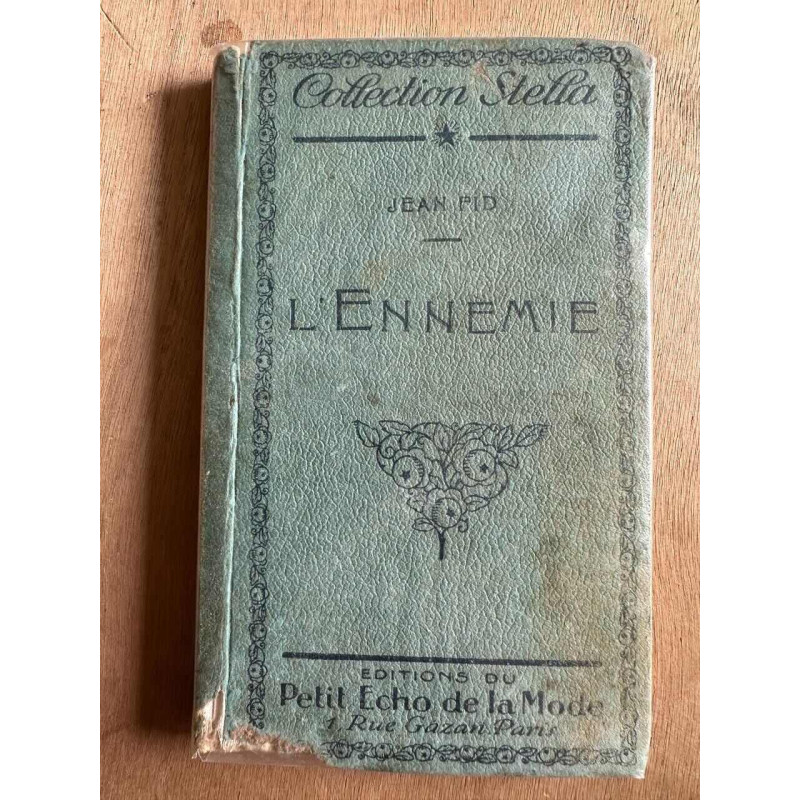 Collection Stella
JEAN FID
L'ENNEMIE
EDITIONS DU
Petit Echo de la Mode
1 Rue Gazan Paris